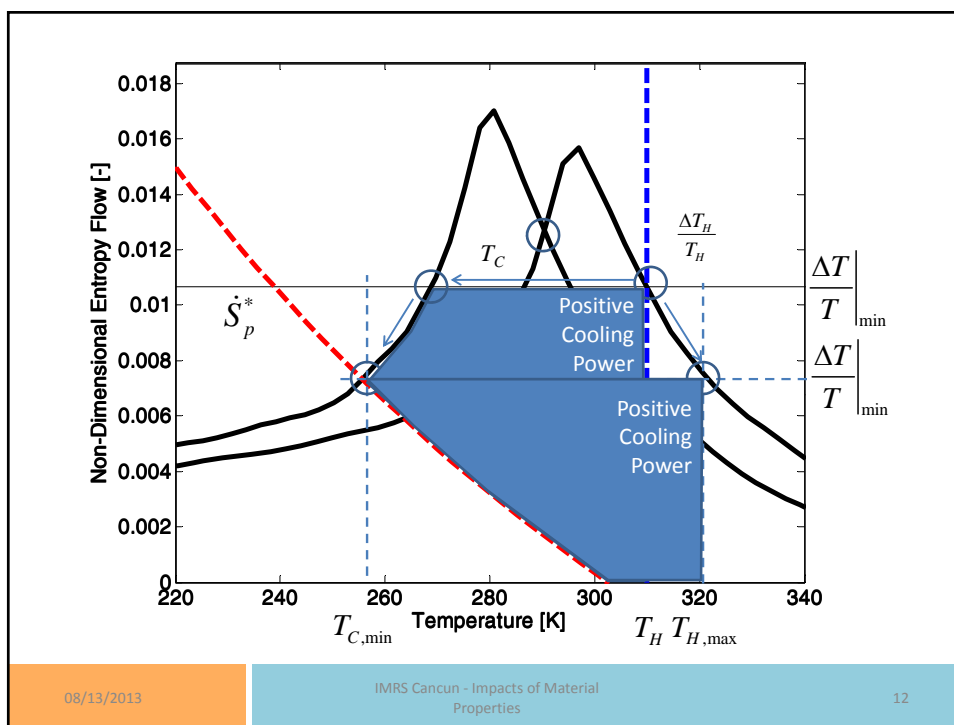 Non-Dimensional Entropy Flow [-]
0.018
0.016
0.014
0.012
0.01
0.008
0.006
0.004
0.002
0
220 240 260 280 300 320 340
Temperature [K]
Ṡ*_p
T_C
ΔT_H / T_H
ΔT / T |min
ΔT / T |min
Positive
Cooling
Power
Positive
Cooling
Power
T_C,min
T_H
T_H,max
08/13/2013
IMRS Cancun - Impacts of Material
Properties
12